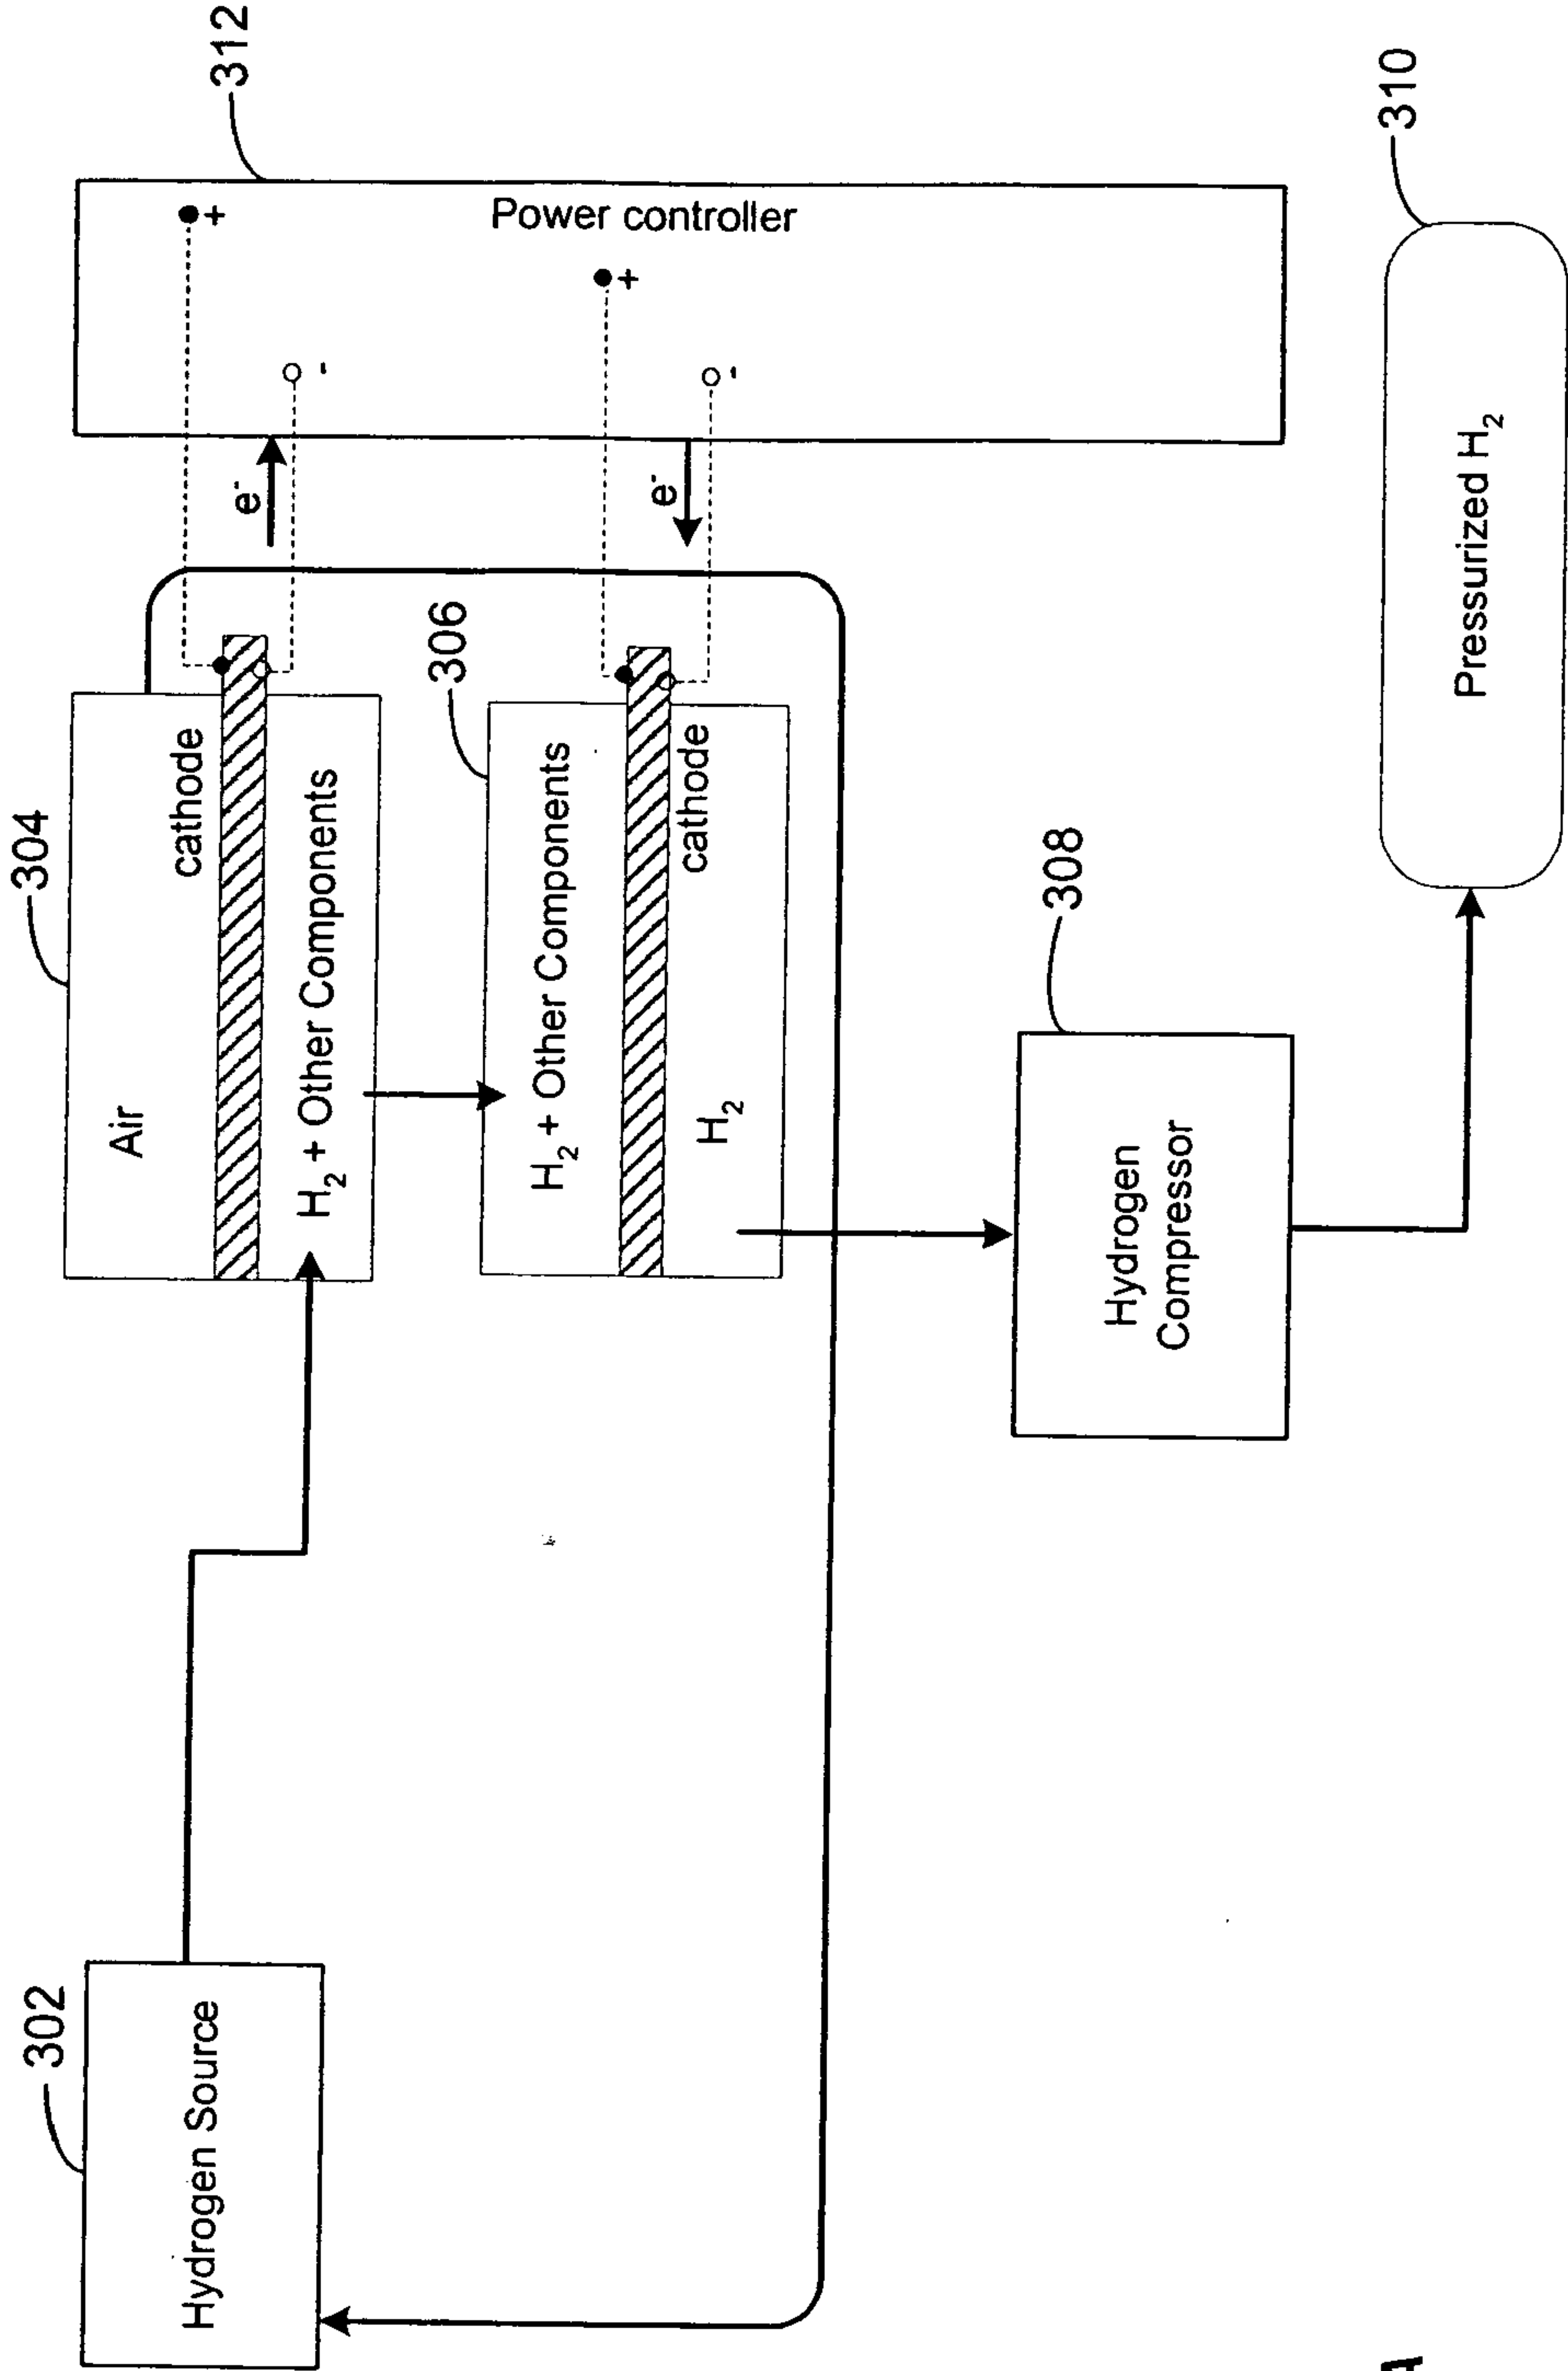 302
Hydrogen Source
304
Air
cathode
H₂ + Other Components
306
H₂ + Other Components
cathode
H₂
e⁻
e⁻
+
-
+
-
Power controller
312
308
Hydrogen
Compressor
310
Pressurized H₂
A